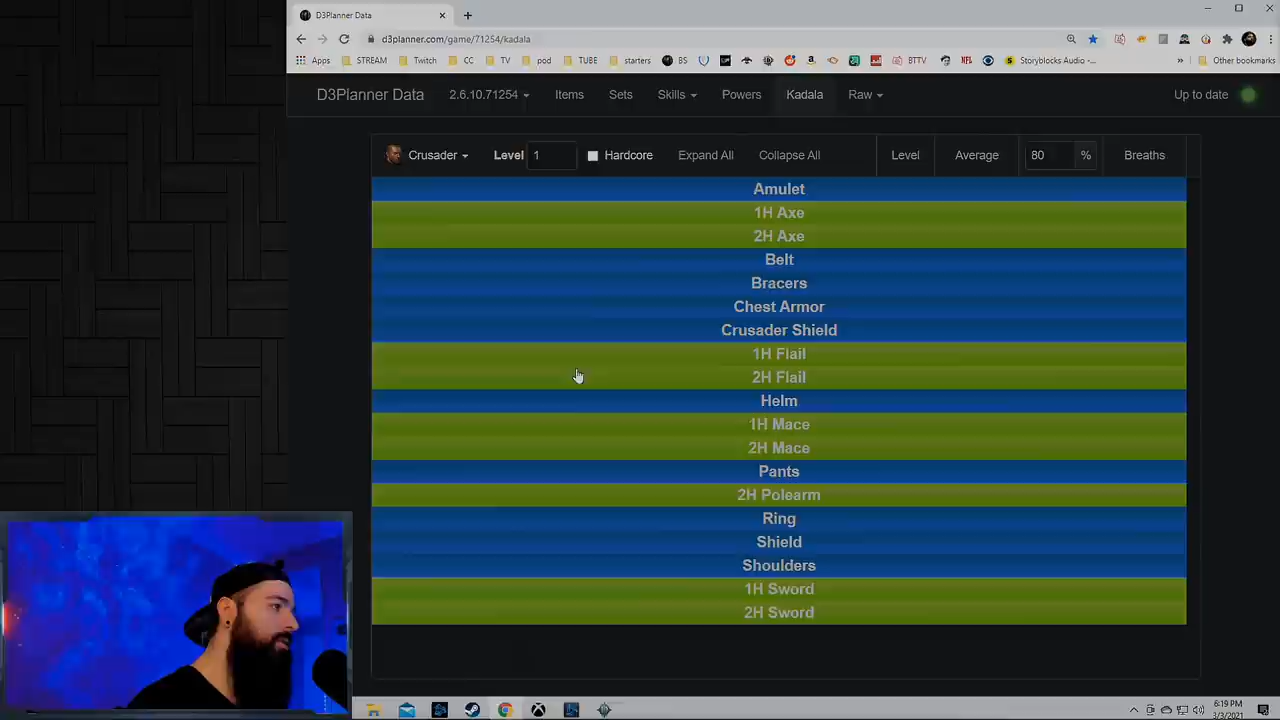 D3Planner Data
d3planner.com/game/71254/kadala
Apps STREAM Twitch CC TV pod TUBE starters BS BTTV NFL Storyblocks Audio -... » Other bookmarks
D3Planner Data 2.6.10.71254 Items Sets Skills Powers Kadala Raw Up to date
Crusader Level 1 Hardcore Expand All Collapse All Level Average 80 % Breaths
Amulet
1H Axe
2H Axe
Belt
Bracers
Chest Armor
Crusader Shield
1H Flail
2H Flail
Helm
1H Mace
2H Mace
Pants
2H Polearm
Ring
Shield
Shoulders
1H Sword
2H Sword
6:19 PM
3/3/2021